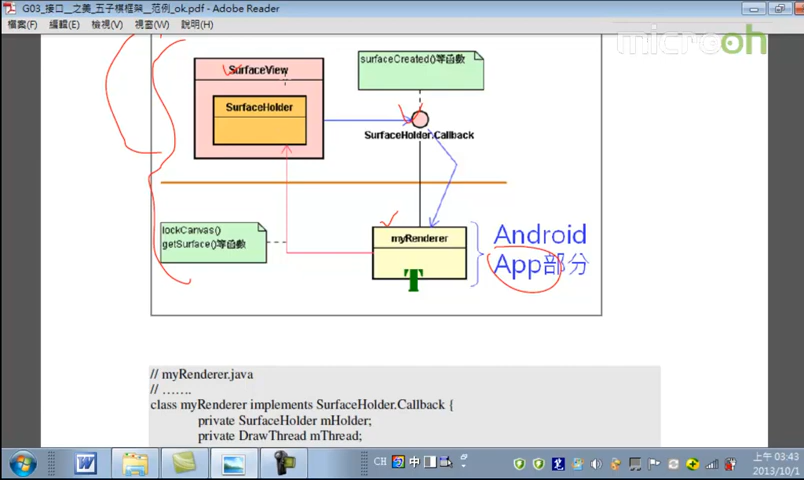 G03_接口__之美_五子棋框架__范例_ok.pdf - Adobe Reader
檔案(F) 編輯(E) 檢視(V) 視窗(W) 說明(H)
microoh
surfaceCreated()等函數
SurfaceView
SurfaceHolder
SurfaceHolder.Callback
lockCanvas()
getSurface()等函數
myRenderer
T
Android
App部分
// myRenderer.java
// …….
class myRenderer implements SurfaceHolder.Callback {
private SurfaceHolder mHolder;
private DrawThread mThread;
CH 中
上午 03:43
2013/10/1